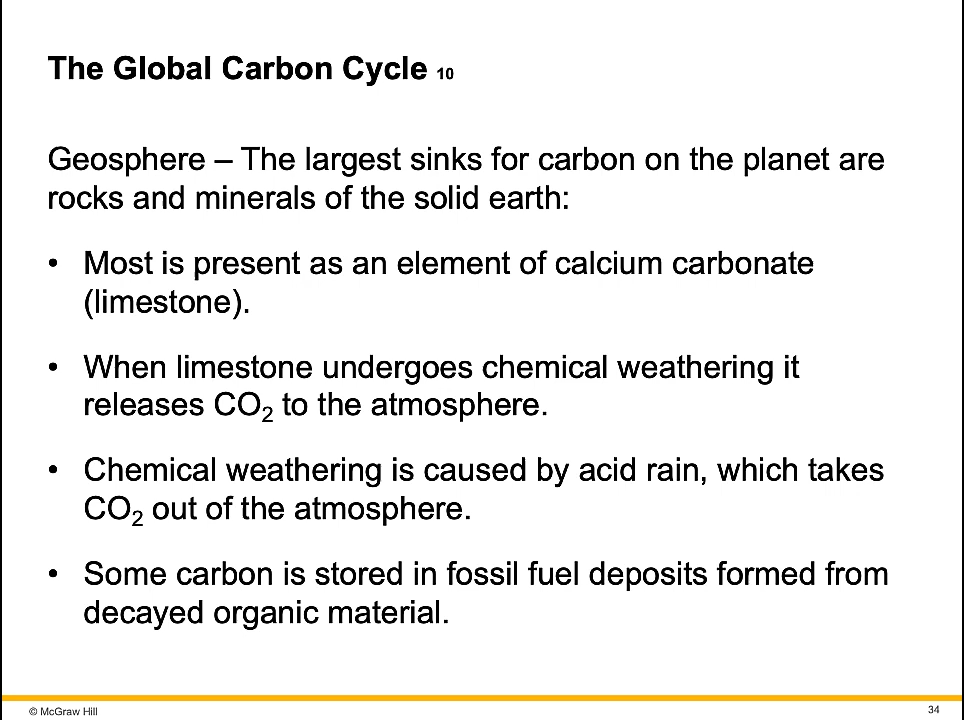 The Global Carbon Cycle 10
Geosphere – The largest sinks for carbon on the planet are
rocks and minerals of the solid earth:
• Most is present as an element of calcium carbonate
(limestone).
• When limestone undergoes chemical weathering it
releases CO₂ to the atmosphere.
• Chemical weathering is caused by acid rain, which takes
CO₂ out of the atmosphere.
• Some carbon is stored in fossil fuel deposits formed from
decayed organic material.
© McGraw Hill
34